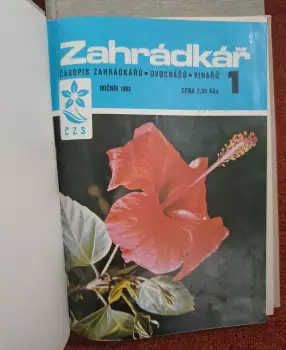 Zahrádkář
ČASOPIS ZAHRÁDKÁŘŮ • OVOCNÁŘŮ • VINAŘŮ
ROČNÍK 1982
CENA 2,50 Kčs
1
ČZS